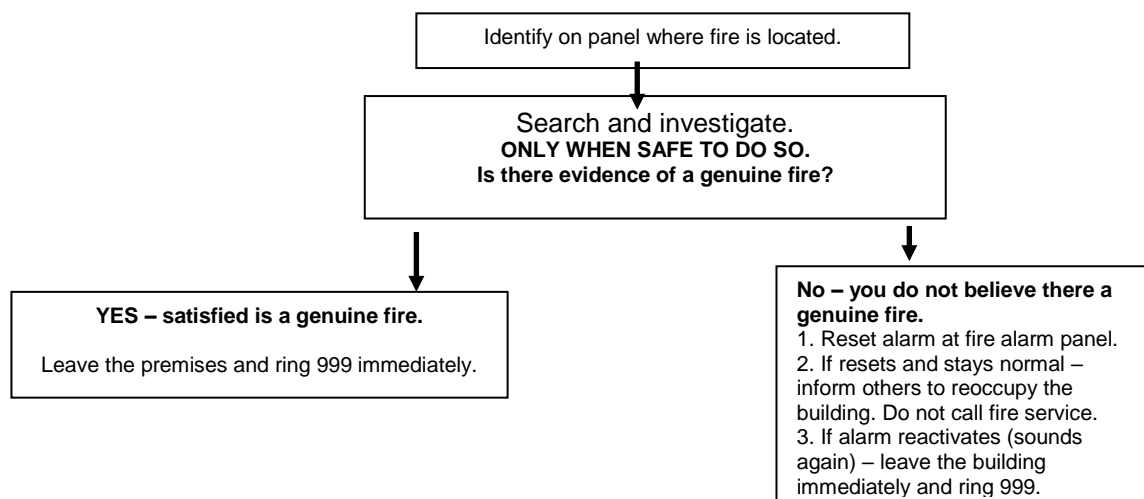 Identify on panel where fire is located.
Search and investigate.
ONLY WHEN SAFE TO DO SO.
Is there evidence of a genuine fire?
YES – satisfied is a genuine fire.
Leave the premises and ring 999 immediately.
No – you do not believe there a
genuine fire.
1. Reset alarm at fire alarm panel.
2. If resets and stays normal –
inform others to reoccupy the
building. Do not call fire service.
3. If alarm reactivates (sounds
again) – leave the building
immediately and ring 999.